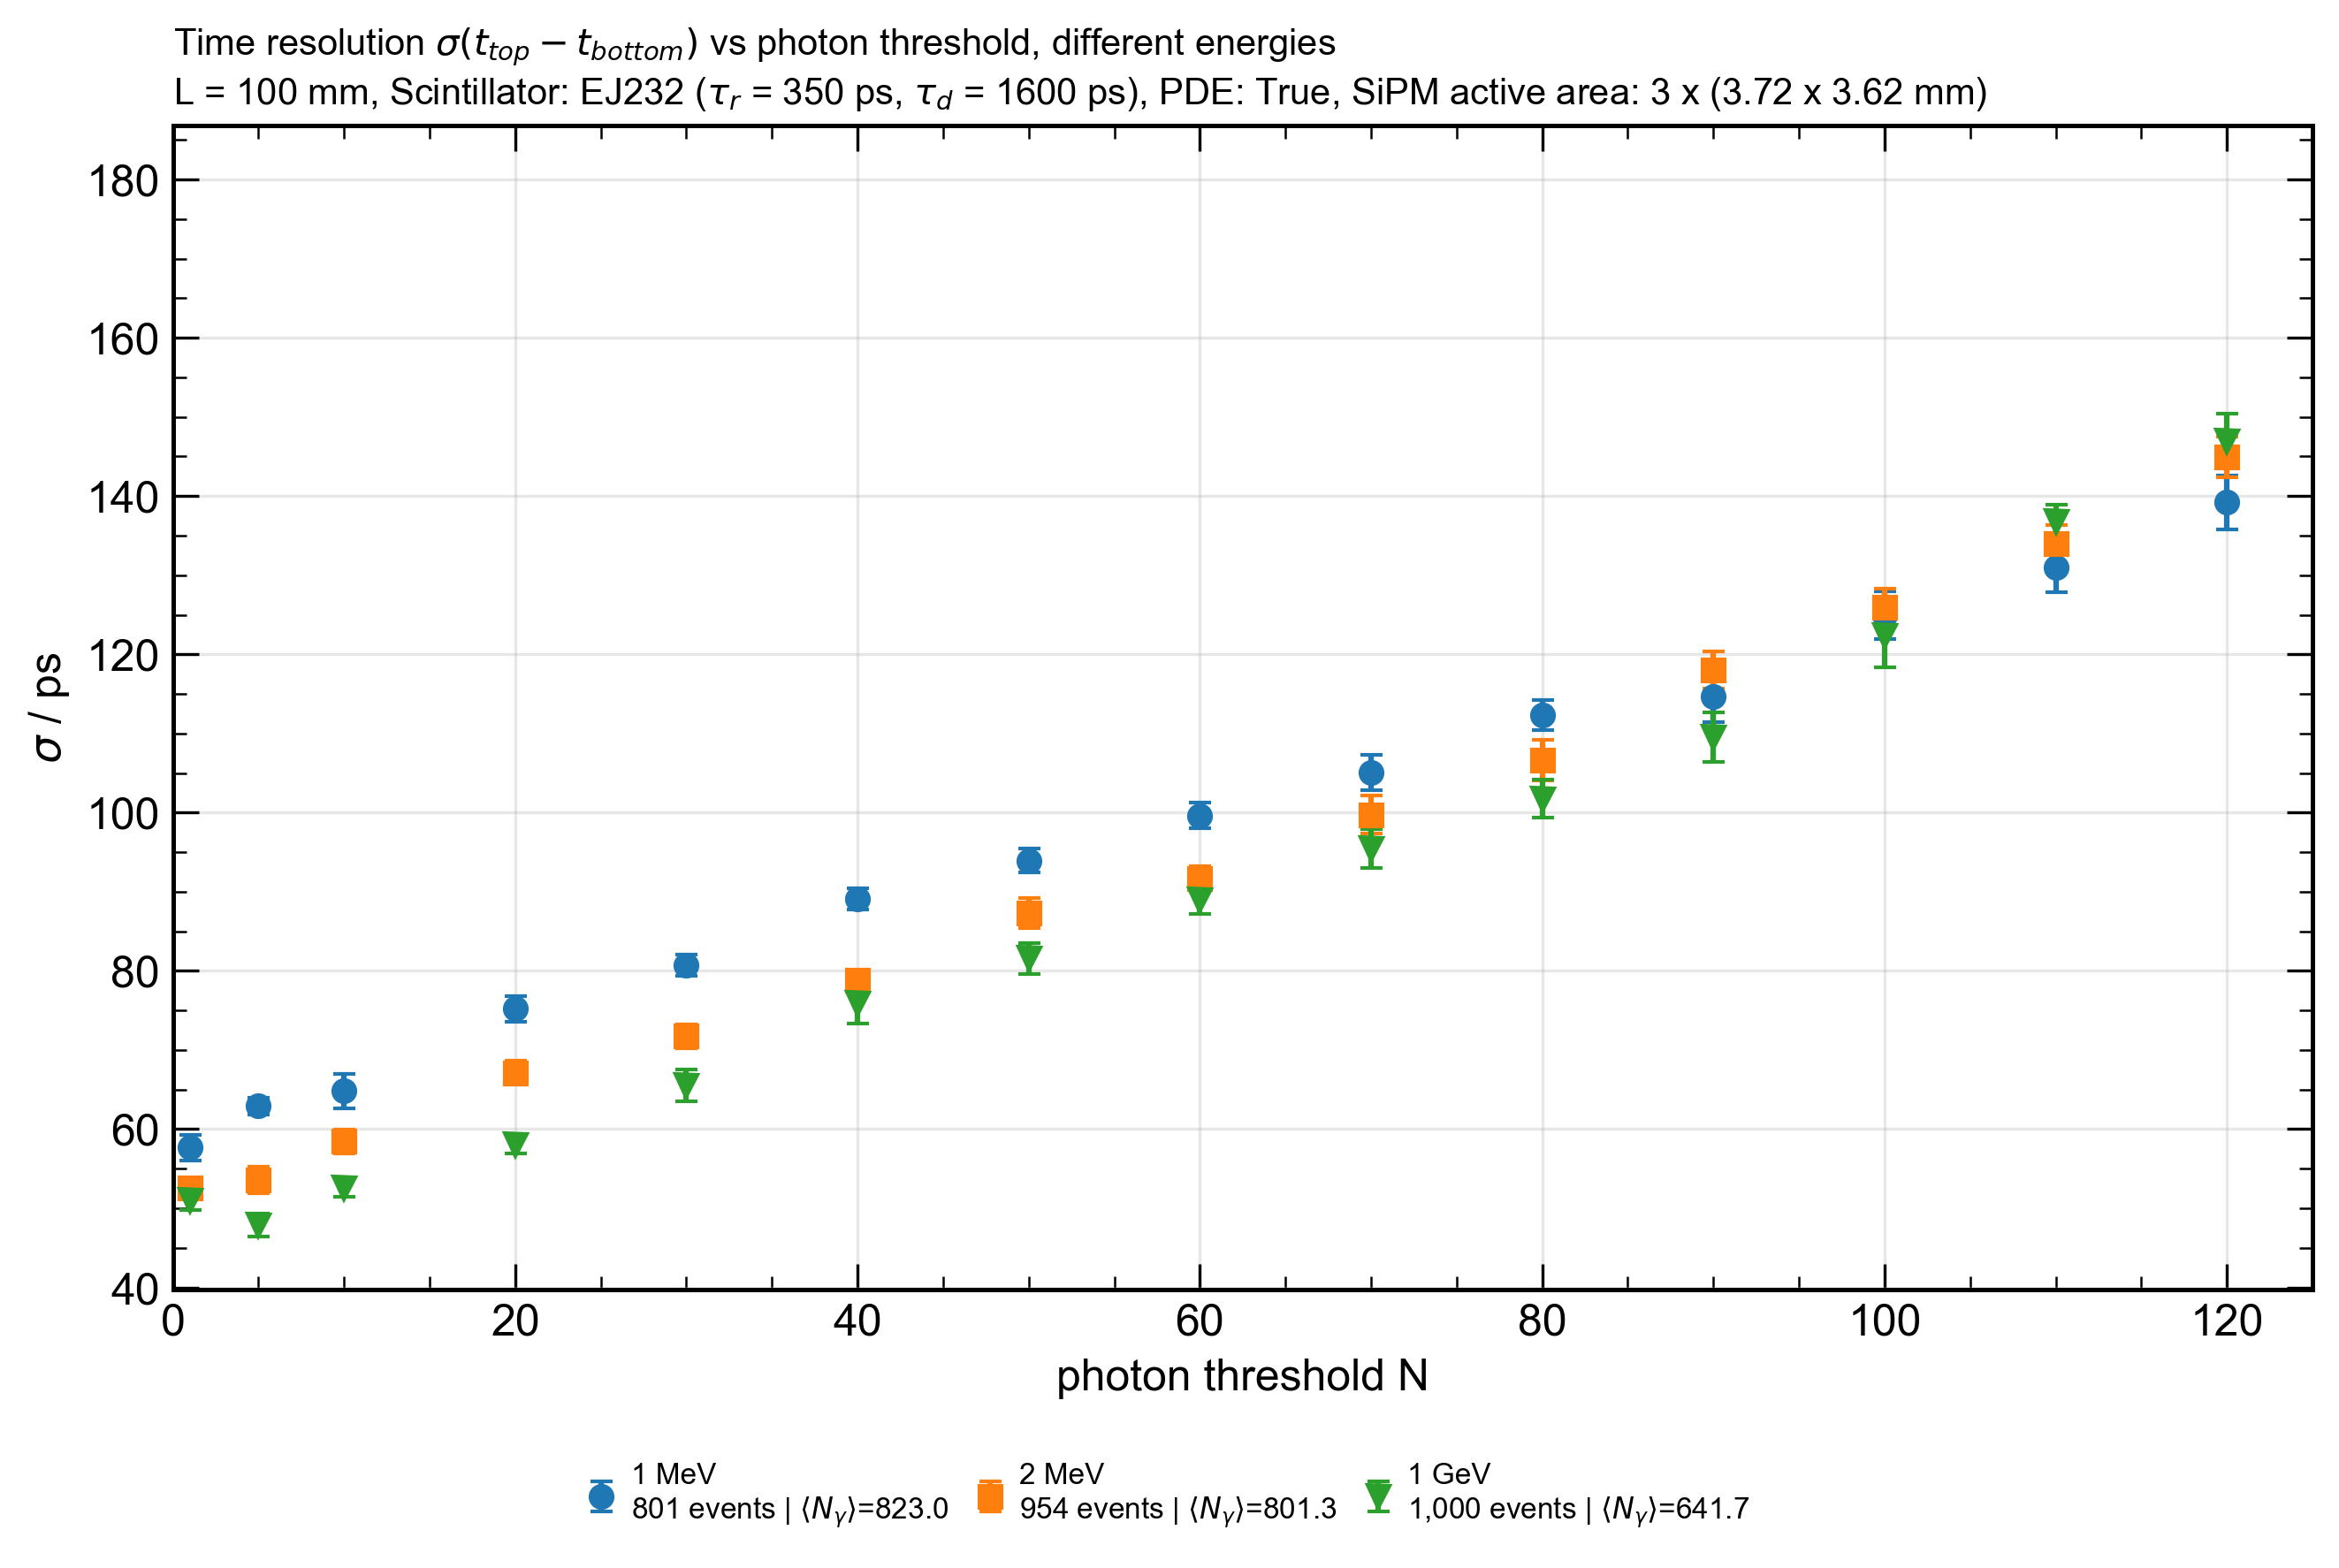 Time resolution σ(t_top − t_bottom) vs photon threshold, different energies
L = 100 mm, Scintillator: EJ232 (τ_r = 350 ps, τ_d = 1600 ps), PDE: True, SiPM active area: 3 x (3.72 x 3.62 mm)
180
160
140
120
100
80
60
40
σ / ps
0 20 40 60 80 100 120
photon threshold N
1 MeV
801 events | ⟨N_γ⟩=823.0
2 MeV
954 events | ⟨N_γ⟩=801.3
1 GeV
1,000 events | ⟨N_γ⟩=641.7